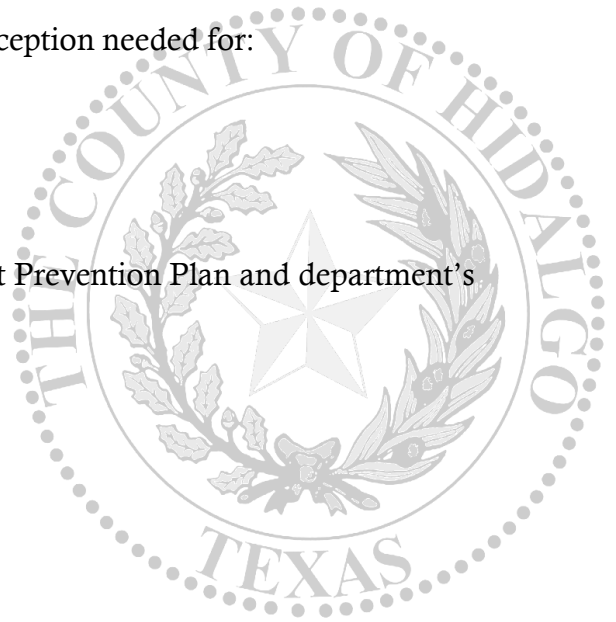 ception needed for:
t Prevention Plan and department's
THE COUNTY OF HIDALGO
TEXAS